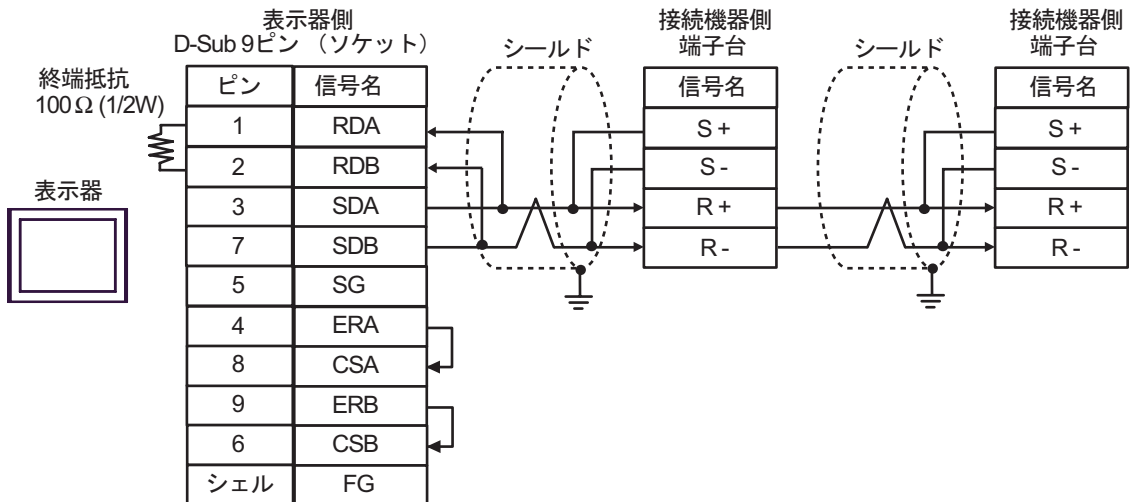 表示器側
D-Sub 9ピン （ソケット）
終端抵抗
100Ω (1/2W)
表示器
ピン 信号名
1 RDA
2 RDB
3 SDA
7 SDB
5 SG
4 ERA
8 CSA
9 ERB
6 CSB
シェル FG
シールド
接続機器側
端子台
信号名
S +
S -
R +
R -
シールド
接続機器側
端子台
信号名
S +
S -
R +
R -